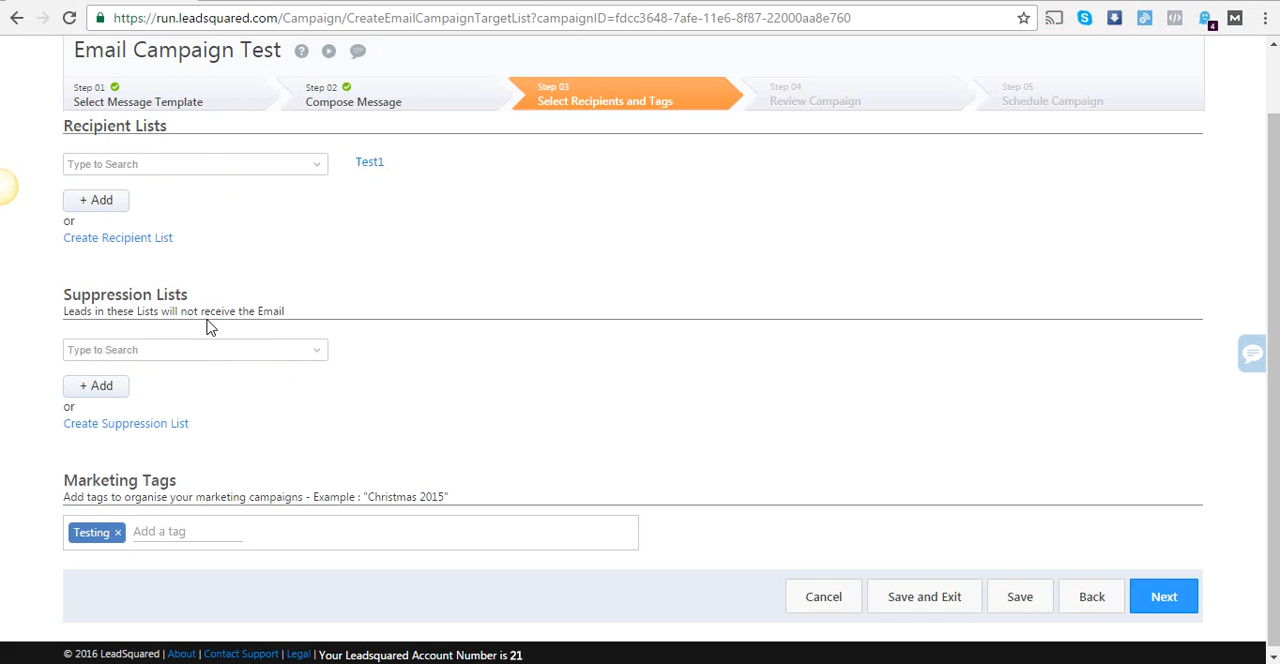 https://run.leadsquared.com/Campaign/CreateEmailCampaignTargetList?campaignID=fdcc3648-7afe-11e6-8f87-22000aa8e760
4
M
Email Campaign Test
Step 01 Step 02 Step 03 Step 04 Step 05
Select Message Template Compose Message Select Recipients and Tags Review Campaign Schedule Campaign
Recipient Lists
Type to Search Test1
+ Add
or
Create Recipient List
Suppression Lists
Leads in these Lists will not receive the Email
Type to Search
+ Add
or
Create Suppression List
Marketing Tags
Add tags to organise your marketing campaigns - Example : "Christmas 2015"
Testing × Add a tag
Cancel Save and Exit Save Back Next
© 2016 LeadSquared | About | Contact Support | Legal | Your Leadsquared Account Number is 21